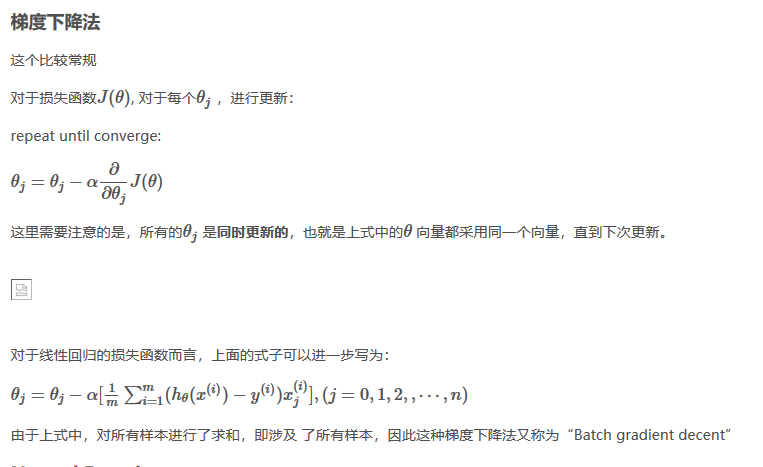 梯度下降法
这个比较常规
对于损失函数J(θ), 对于每个θ_j ，进行更新：
repeat until converge:
θ_j = θ_j − α ∂/∂θ_j J(θ)
这里需要注意的是，所有的θ_j 是同时更新的，也就是上式中的θ 向量都采用同一个向量，直到下次更新。
对于线性回归的损失函数而言，上面的式子可以进一步写为：
θ_j = θ_j − α[1/m ∑_{i=1}^{m}(h_θ(x^{(i)}) − y^{(i)})x_j^{(i)}], (j = 0, 1, 2, , ⋯, n)
由于上式中，对所有样本进行了求和，即涉及 了所有样本，因此这种梯度下降法又称为“Batch gradient decent”